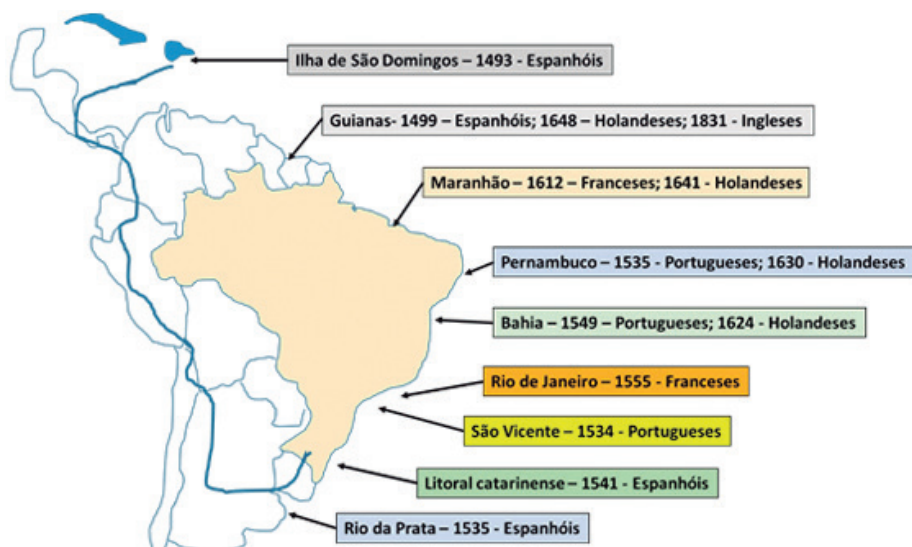 Ilha de São Domingos – 1493 - Espanhóis
Guianas- 1499 – Espanhóis; 1648 – Holandeses; 1831 - Ingleses
Maranhão – 1612 – Franceses; 1641 - Holandeses
Pernambuco – 1535 - Portugueses; 1630 - Holandeses
Bahia – 1549 – Portugueses; 1624 - Holandeses
Rio de Janeiro – 1555 - Franceses
São Vicente – 1534 - Portugueses
Litoral catarinense – 1541 - Espanhóis
Rio da Prata – 1535 - Espanhóis